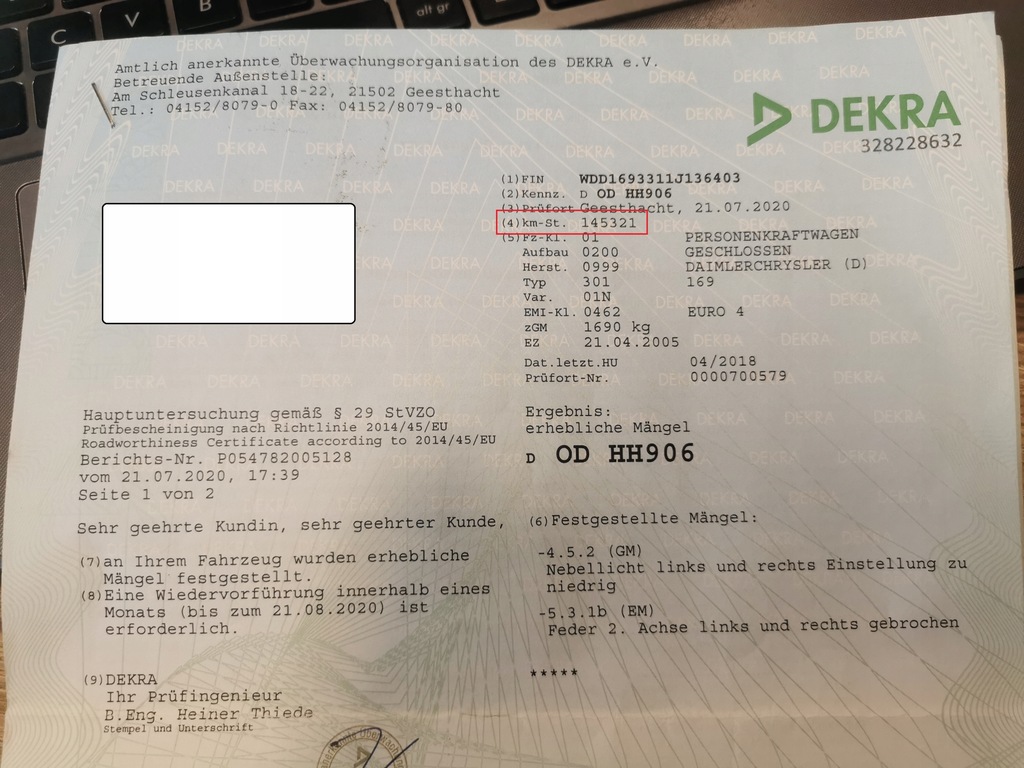 Amtlich anerkannte Überwachungsorganisation des DEKRA e.V.
Betreuende Außenstelle:
Am Schleusenkanal 18-22, 21502 Geesthacht
Tel.: 04152/8079-0 Fax: 04152/8079-80
DEKRA
328228632
(1)FIN WDD1693311J136403
(2)Kennz. D OD HH906
(3)Prüfort Geesthacht, 21.07.2020
(4)km-St. 145321
(5)Fz-Kl. 01 PERSONENKRAFTWAGEN
Aufbau 0200 GESCHLOSSEN
Herst. 0999 DAIMLERCHRYSLER (D)
Typ 301 169
Var. 01N
EMI-Kl. 0462 EURO 4
zGM 1690 kg
EZ 21.04.2005
Dat.letzt.HU 04/2018
Prüfort-Nr. 0000700579
Hauptuntersuchung gemäß § 29 StVZO
Prüfbescheinigung nach Richtlinie 2014/45/EU
Roadworthiness Certificate according to 2014/45/EU
Berichts-Nr. P054782005128
vom 21.07.2020, 17:39
Seite 1 von 2
Ergebnis:
erhebliche Mängel
D OD HH906
Sehr geehrte Kundin, sehr geehrter Kunde,
(7)an Ihrem Fahrzeug wurden erhebliche
Mängel festgestellt.
(8)Eine Wiedervorführung innerhalb eines
Monats (bis zum 21.08.2020) ist
erforderlich.
(6)Festgestellte Mängel:
-4.5.2 (GM)
Nebellicht links und rechts Einstellung zu
niedrig
-5.3.1b (EM)
Feder 2. Achse links und rechts gebrochen
*****
(9)DEKRA
Ihr Prüfingenieur
B.Eng. Heiner Thiede
Stempel und Unterschrift
C
V
B
alt gr